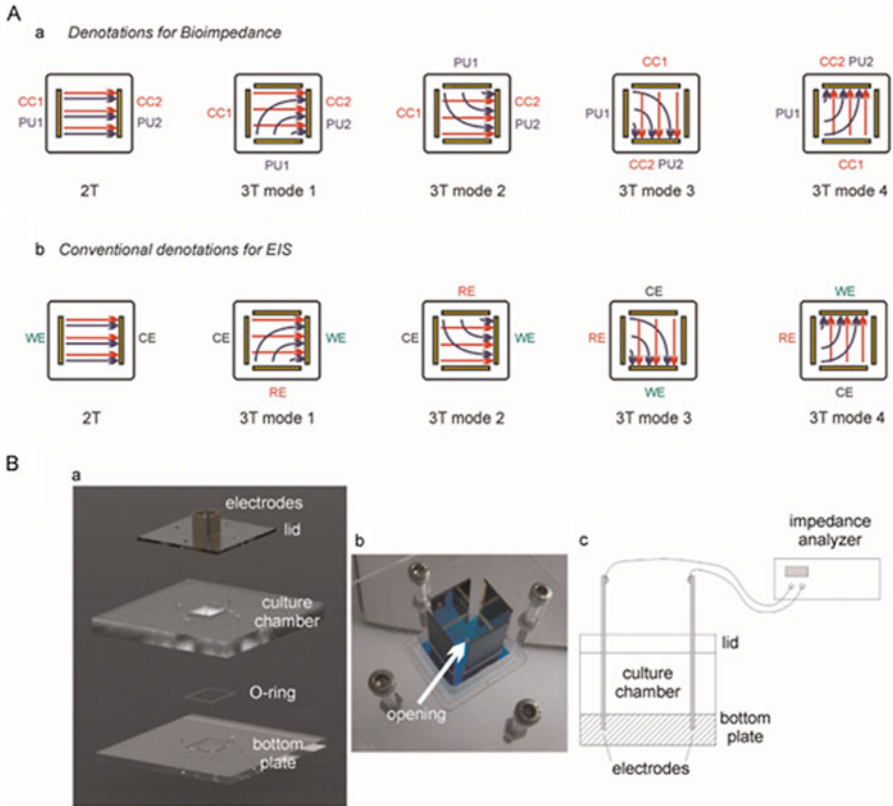 A
a Denotations for Bioimpedance
CC1 CC2
PU1 PU2
2T
CC1 CC2
PU2
PU1
3T mode 1
PU1
CC1 CC2
PU2
3T mode 2
CC1
PU1
CC2 PU2
3T mode 3
CC2 PU2
PU1
CC1
3T mode 4
b Conventional denotations for EIS
WE CE
2T
CE WE
RE
3T mode 1
RE
CE WE
3T mode 2
CE
RE
WE
3T mode 3
WE
RE
CE
3T mode 4
B
a
electrodes
lid
culture
chamber
O-ring
bottom
plate
b
opening
c
impedance
analyzer
lid
culture
chamber
bottom
plate
electrodes